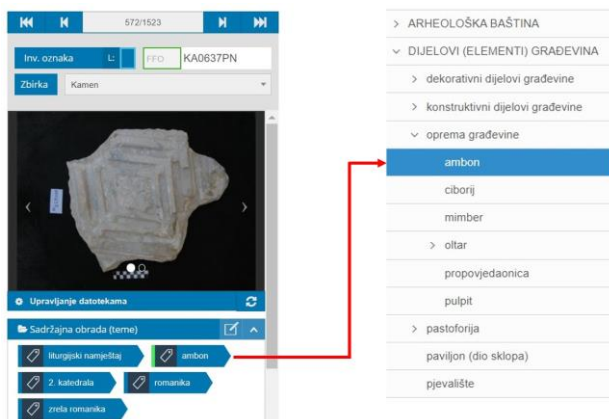 572/1523
Inv. oznaka L: FFO KA0637PN
Zbirka Kamen
Upravljanje datotekama
Sadržajna obrada (teme)
liturgijski namještaj ambon
2. katedrala romanika
zrela romanika
ARHEOLOŠKA BAŠTINA
DIJELOVI (ELEMENTI) GRAĐEVINA
dekorativni dijelovi građevine
konstruktivni dijelovi građevine
oprema građevine
ambon
ciborij
mimber
oltar
propovjedaonica
pulpit
pastoforija
paviljon (dio sklopa)
pjevalište